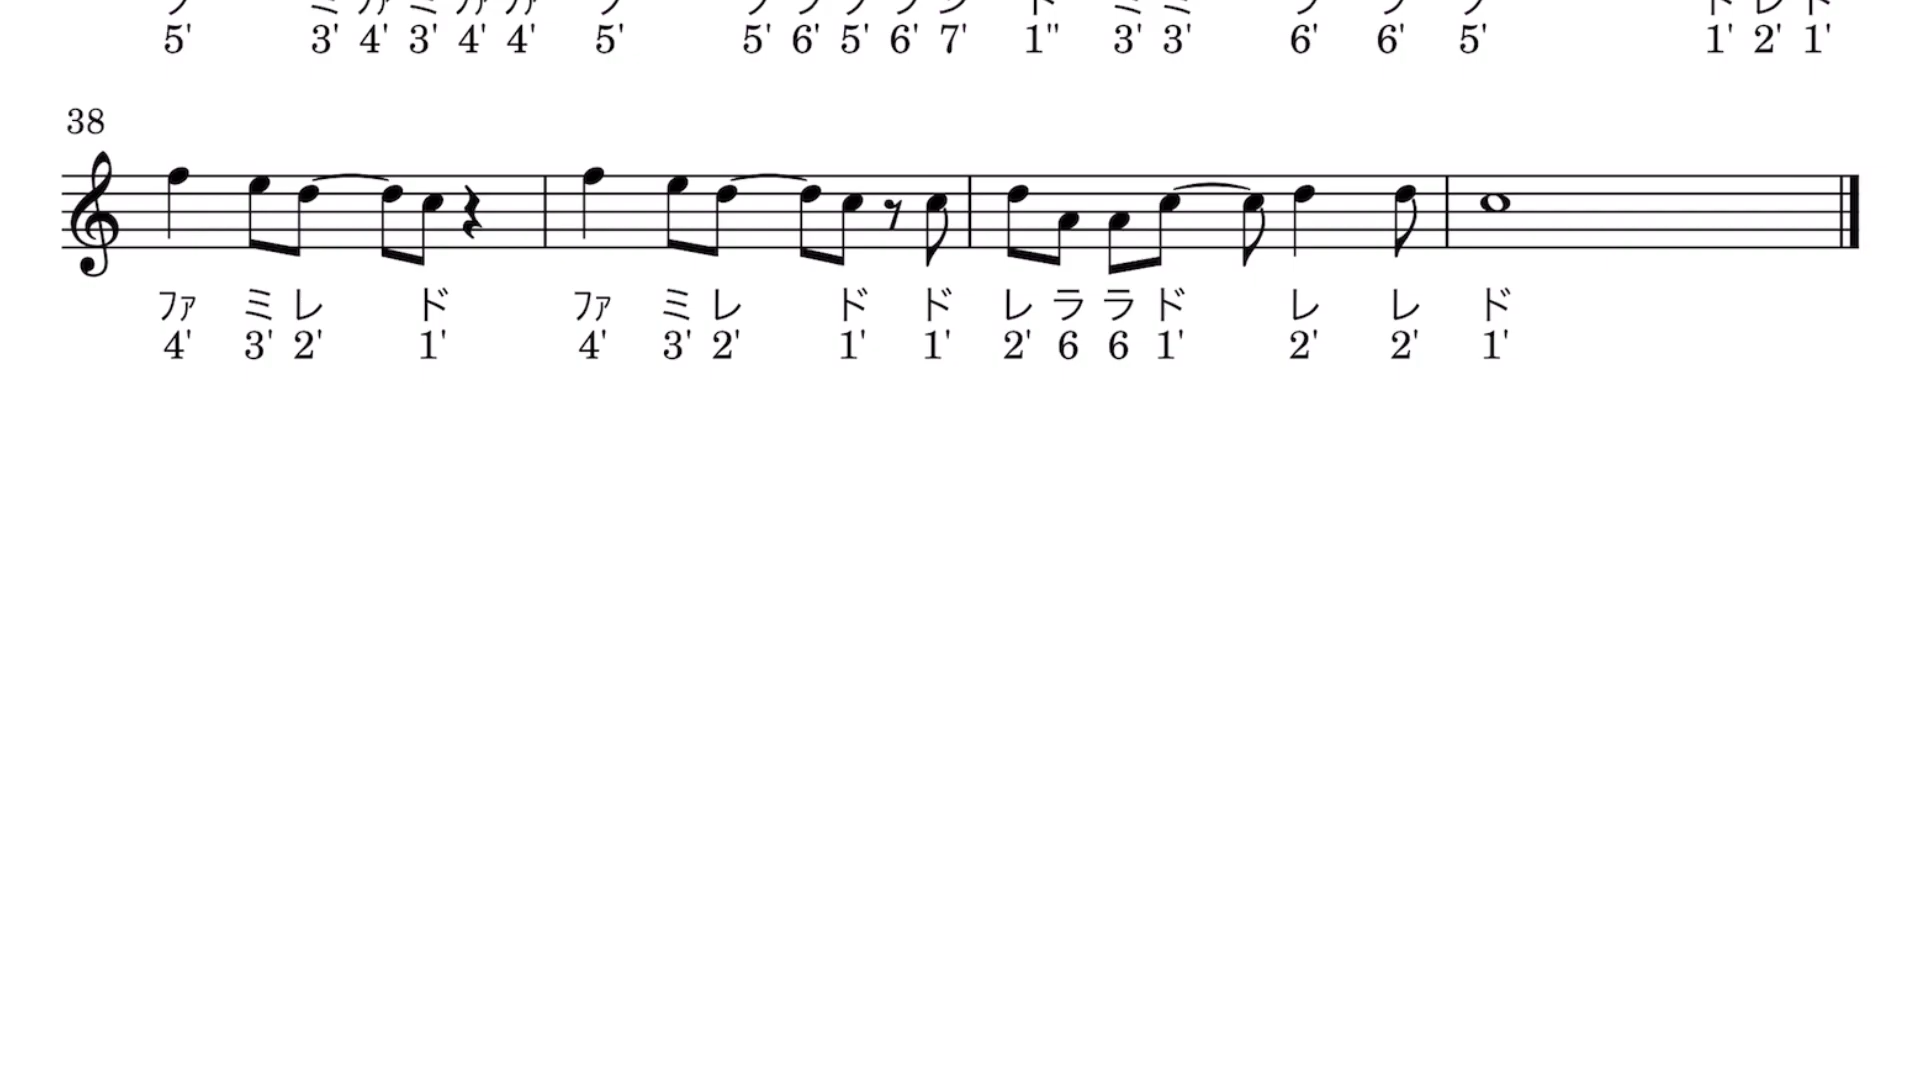 5' 3' 4' 3' 4' 4' 5' 5' 6' 5' 6' 7' 1" 3' 3' 6' 6' 5' 1' 2' 1'
38
ﾌｧ ミ レ ド ﾌｧ ミ レ ド ド レ ラ ラ ド レ レ ド
4' 3' 2' 1' 4' 3' 2' 1' 1' 2' 6 6 1' 2' 2' 1'